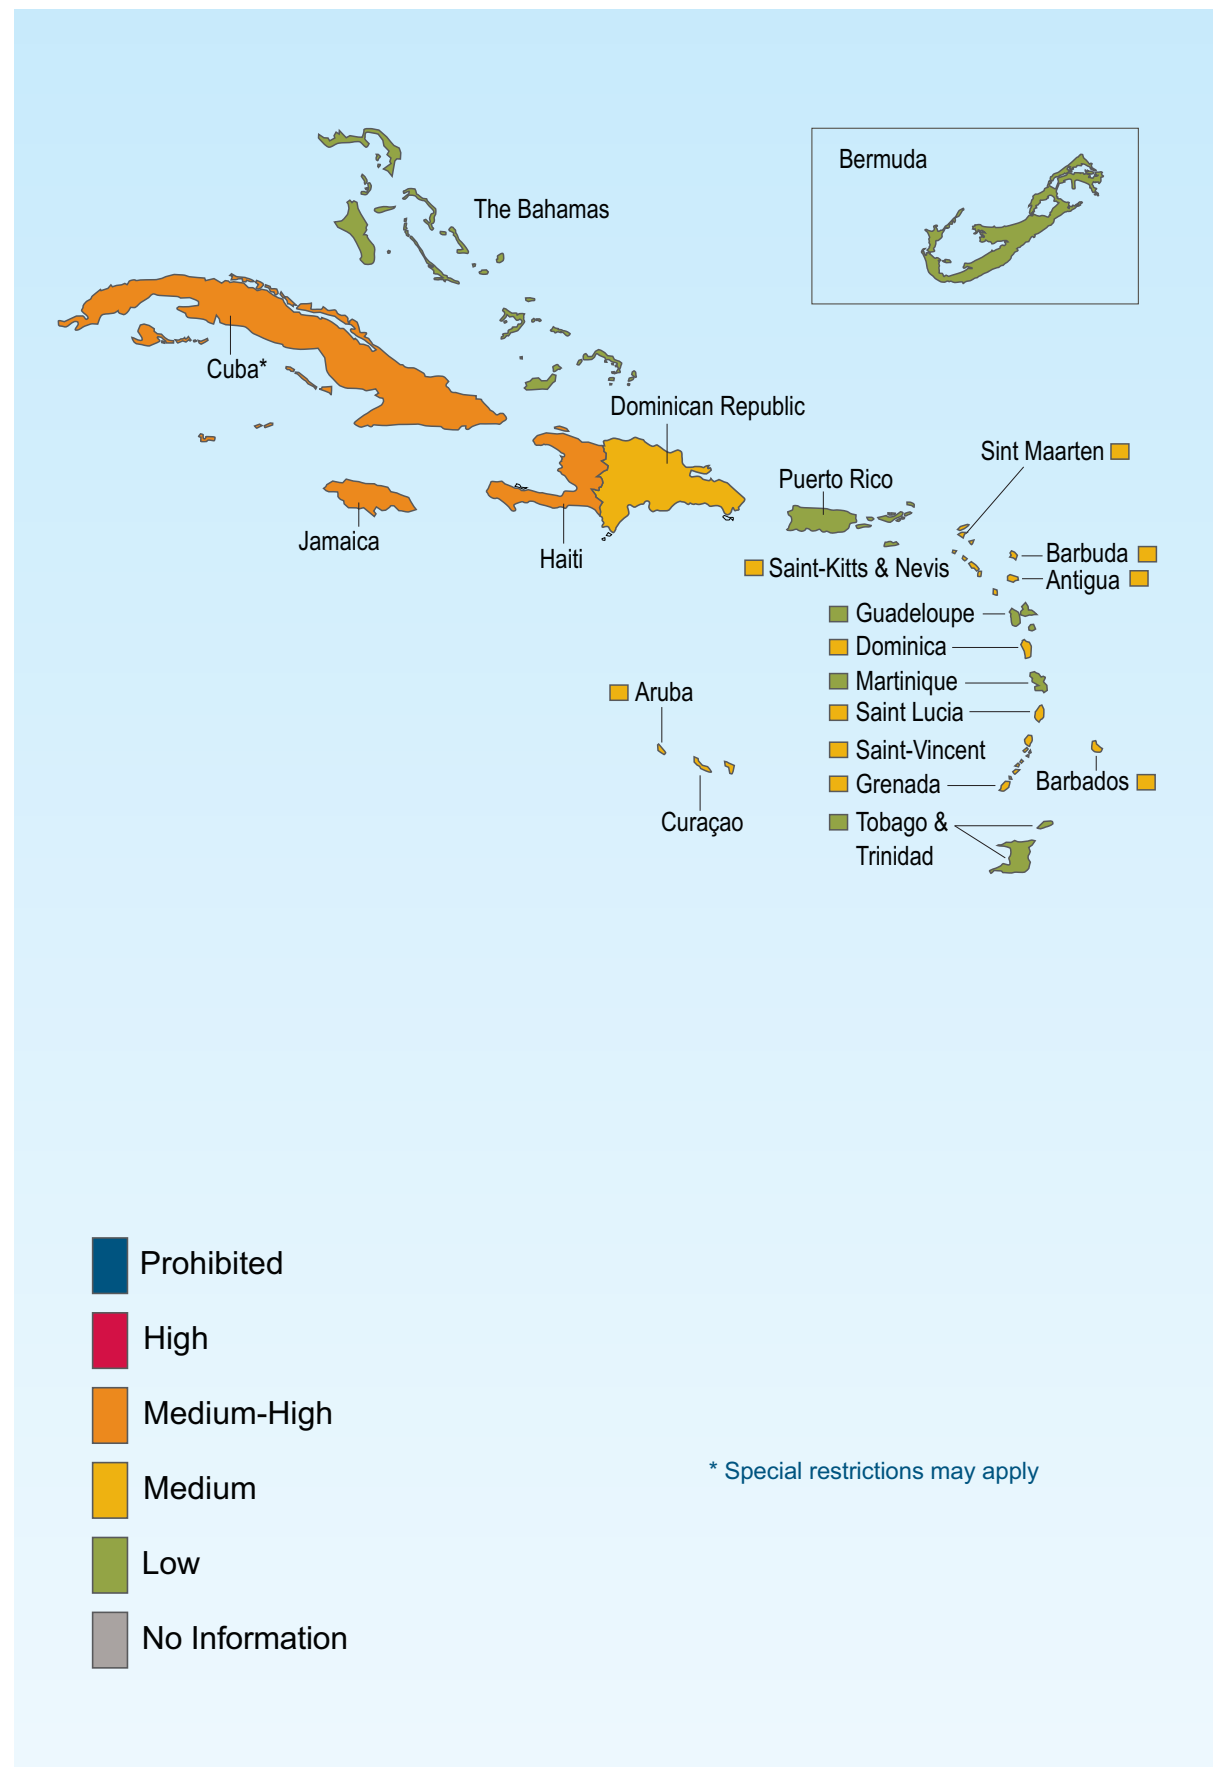 Bermuda
The Bahamas
Cuba*
Dominican Republic
Sint Maarten
Puerto Rico
Jamaica
Haiti
Barbuda
Saint-Kitts & Nevis
Antigua
Guadeloupe
Dominica
Martinique
Aruba
Saint Lucia
Saint-Vincent
Grenada
Barbados
Curaçao
Tobago &
Trinidad
Prohibited
High
Medium-High
Medium
Low
No Information
* Special restrictions may apply